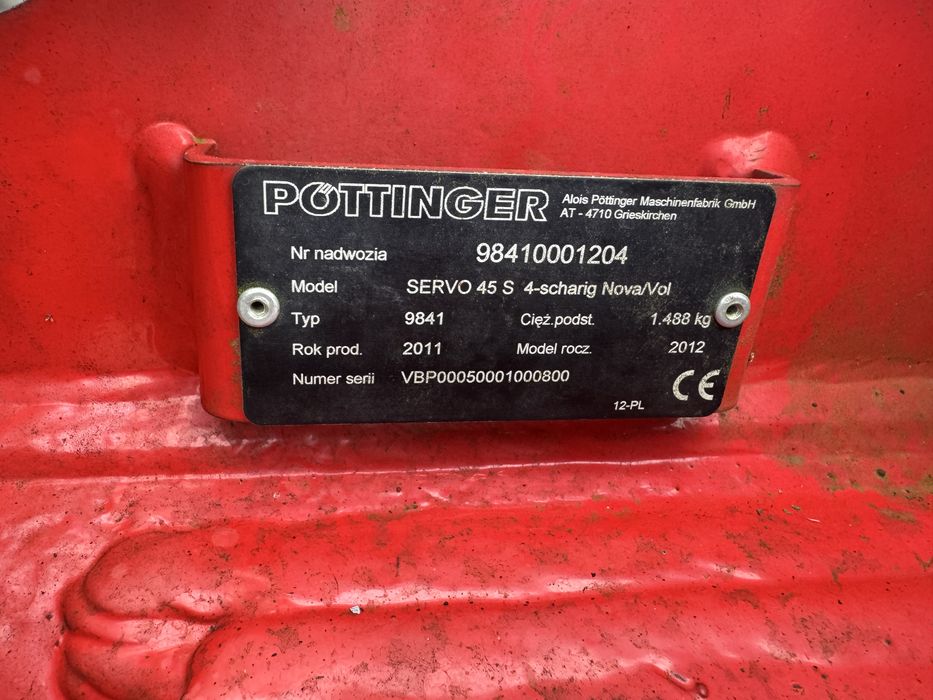 PÖTTINGER Alois Pöttinger Maschinenfabrik GmbH
AT - 4710 Grieskirchen
Nr nadwozia 98410001204
Model SERVO 45 S 4-scharig Nova/Vol
Typ 9841 Cięż.podst. 1.488 kg
Rok prod. 2011 Model rocz. 2012
Numer serii VBP00050001000800
CE
12-PL